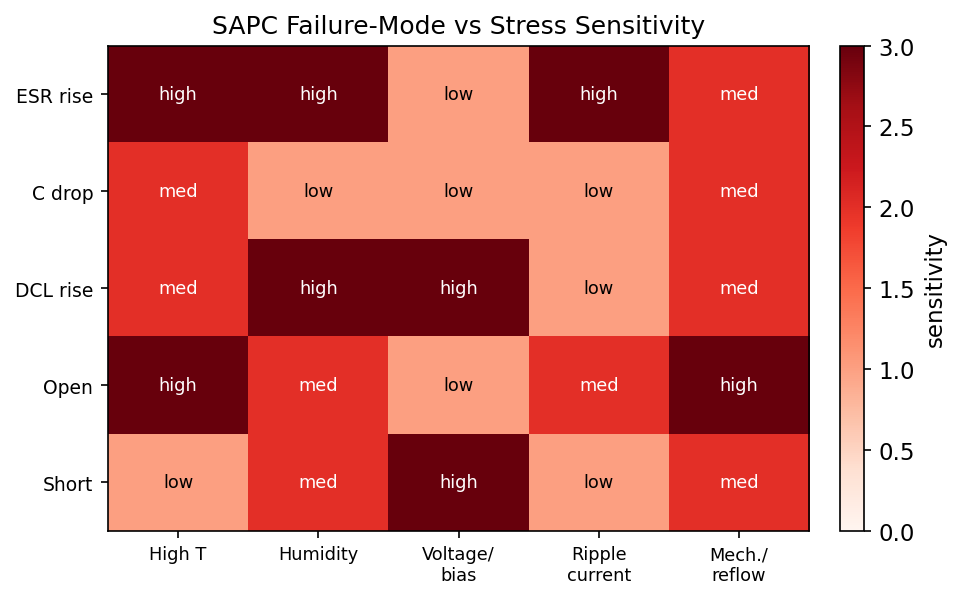 SAPC Failure-Mode vs Stress Sensitivity
ESR rise high high low high med
C drop med low low low med
DCL rise med high high low med
Open high med low med high
Short low med high low med
High T Humidity Voltage/ Ripple Mech./
bias current reflow
3.0
2.5
2.0
1.5
1.0
0.5
0.0
sensitivity